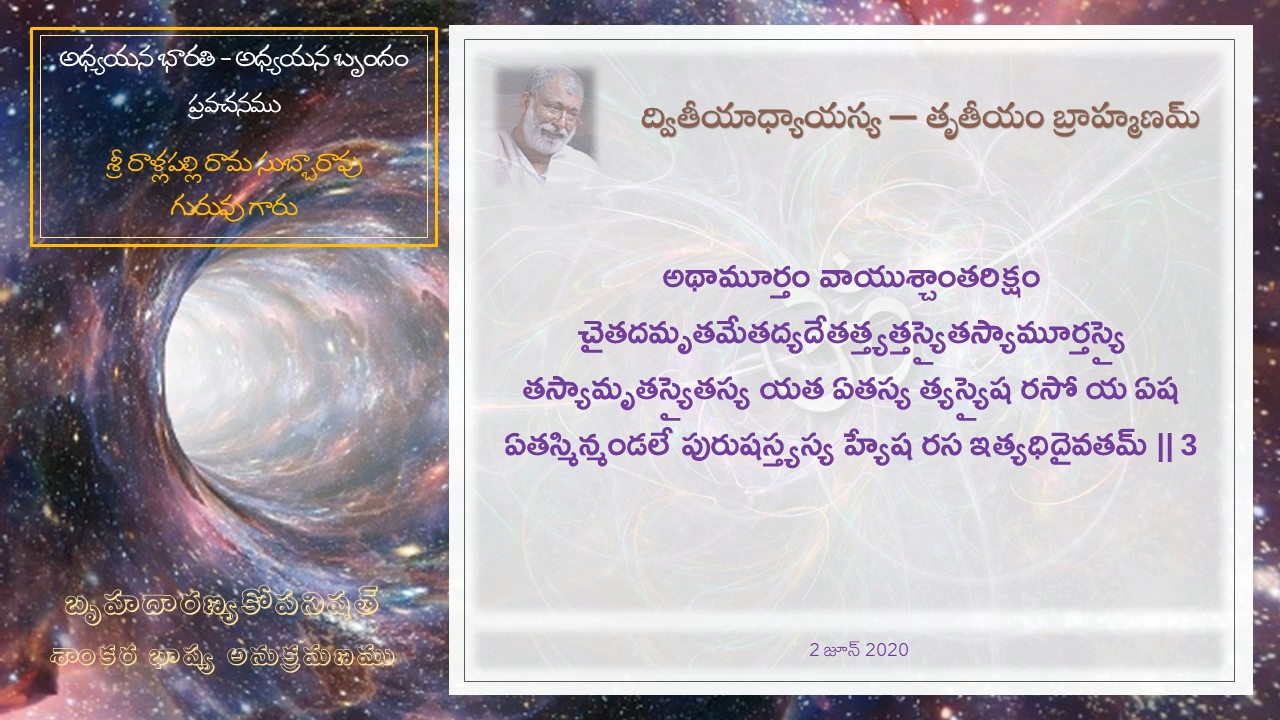 అధ్యయన భారతి - అధ్యయన బృందం
ప్రవచనము
శ్రీ రాళ్లపల్లి రామ సుబ్బారావు
గురువు గారు
ద్వితీయాధ్యాయస్య — తృతీయం బ్రాహ్మణమ్
అథామూర్తం వాయుశ్చాంతరిక్షం
చైతదమృతమేతద్యదేతత్త్యత్తస్యైతస్యామూర్తస్యై
తస్యామృతస్యైతస్య యత ఏతస్య త్యస్యైష రసో య ఏష
ఏతస్మిన్మండలే పురుషస్త్యస్య హ్యేష రస ఇత్యధిదైవతమ్ || 3
బృహదారణ్యకోపనిషత్
శాంకర భాష్య అనుక్రమణము
2 జూన్ 2020